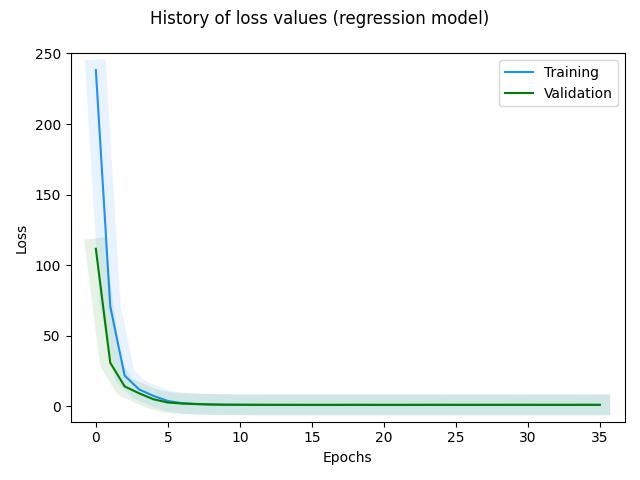 History of loss values (regression model)
250
200
150
100
50
0
Loss
Training
Validation
0 5 10 15 20 25 30 35
Epochs